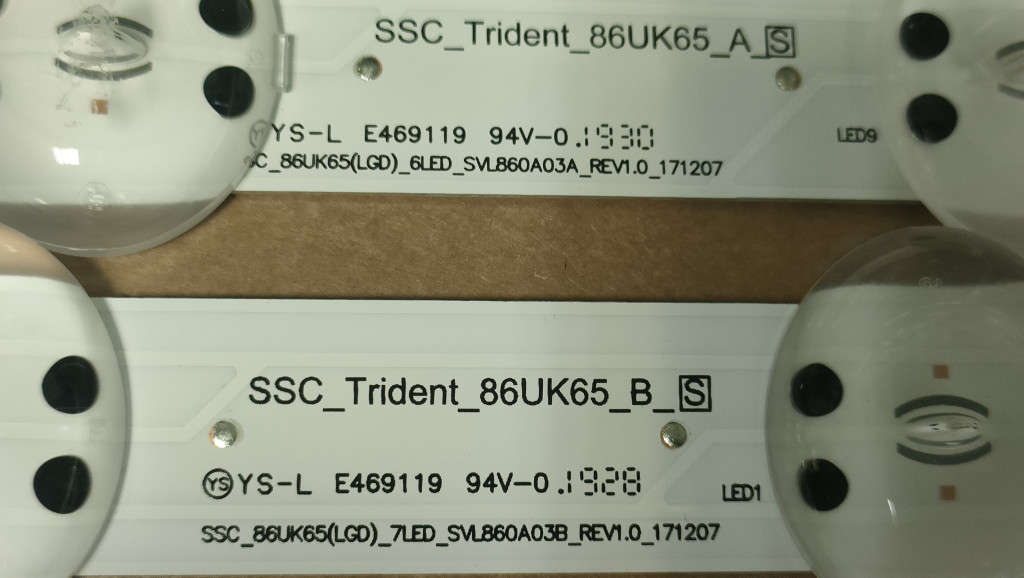 SSC_Trident_86UK65_A_S
YS-L E469119 94V-0 .1930
LED9
C_86UK65(LGD)_6LED_SVL860A03A_REV1.0_171207
SSC_Trident_86UK65_B_S
YS YS-L E469119 94V-0 .1928
LED1
SSC_86UK65(LGD)_7LED_SVL860A03B_REV1.0_171207